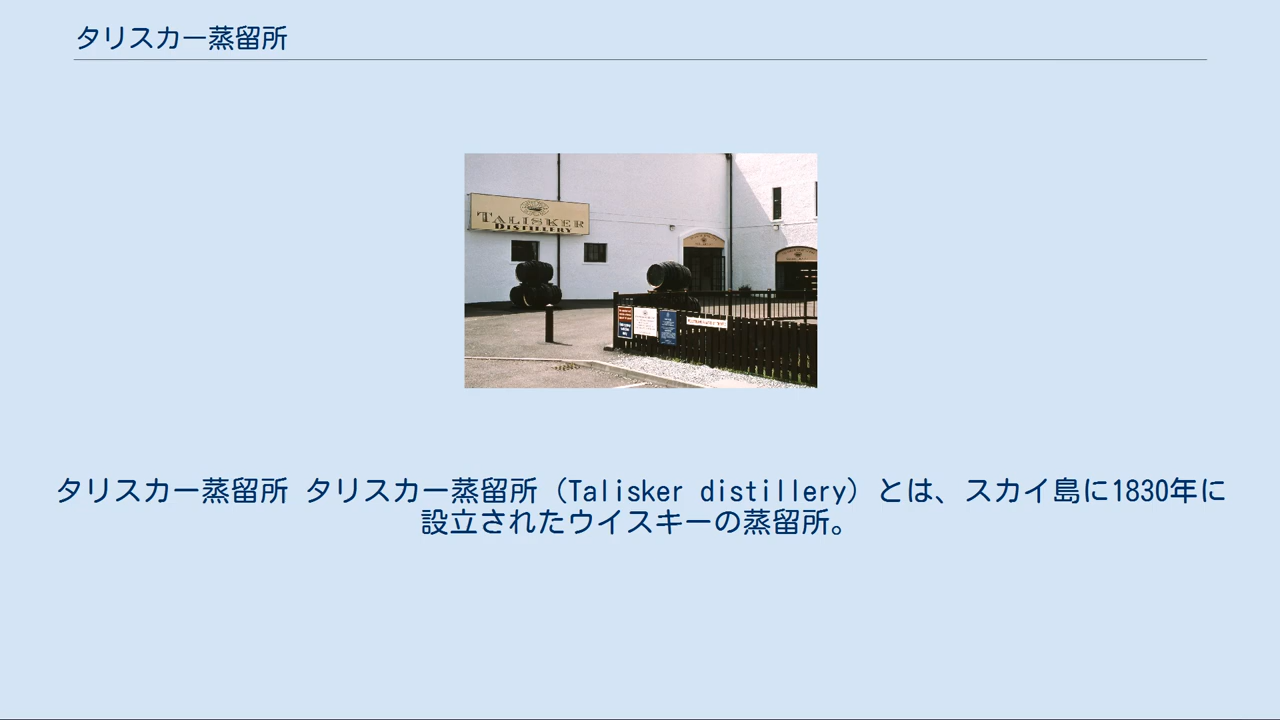 タリスカー蒸留所
TALISKER
DISTILLERY
タリスカー蒸留所 タリスカー蒸留所（Talisker distillery）とは、スカイ島に1830年に
設立されたウイスキーの蒸留所。